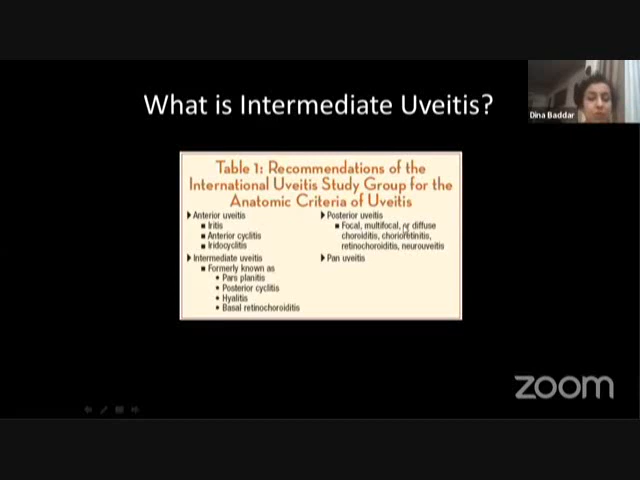 What is Intermediate Uveitis?
Dina Baddar
Table 1: Recommendations of the
International Uveitis Study Group for the
Anatomic Criteria of Uveitis
Anterior uveitis
Iritis
Anterior cyclitis
Iridocyclitis
Intermediate uveitis
Formerly known as
Pars planitis
Posterior cyclitis
Hyalitis
Basal retinochoroiditis
Posterior uveitis
Focal, multifocal, or diffuse
choroiditis, chorioretinitis,
retinochoroiditis, neurouveitis
Pan uveitis
zoom